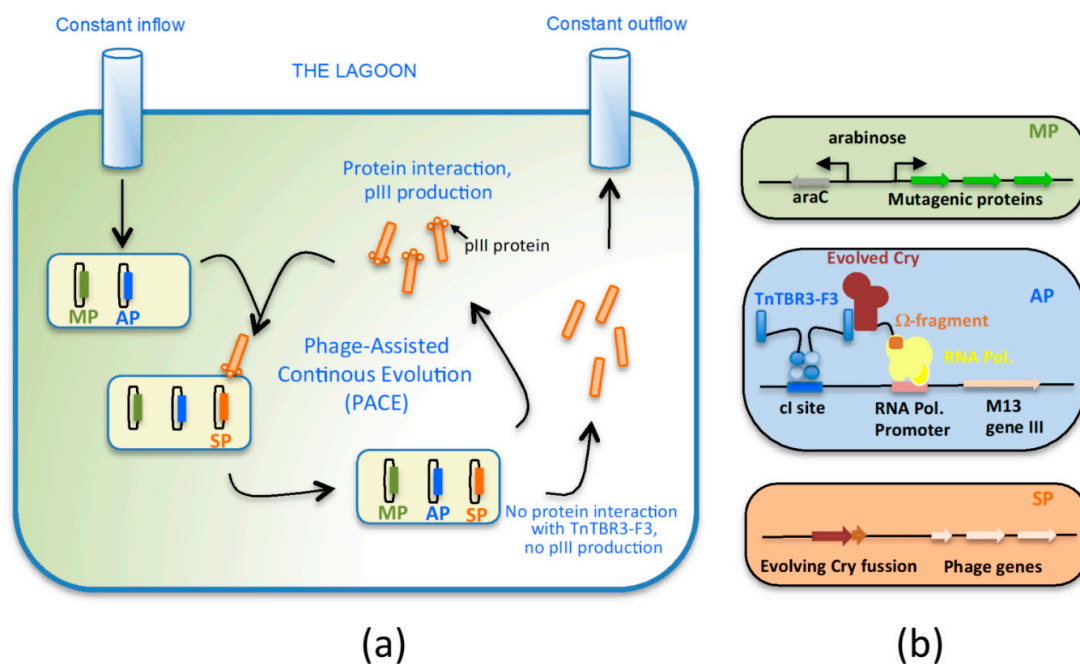 Constant inflow
Constant outflow
THE LAGOON
Protein interaction,
pIII production
pIII protein
MP
AP
Phage-Assisted
Continous Evolution
(PACE)
SP
MP
AP
SP
No protein interaction
with TnTBR3-F3,
no pIII production
(a)
MP
arabinose
araC
Mutagenic proteins
Evolved Cry
TnTBR3-F3
AP
Ω-fragment
RNA Pol.
cI site
RNA Pol.
Promoter
M13
gene III
SP
Evolving Cry fussion
Phage genes
(b)